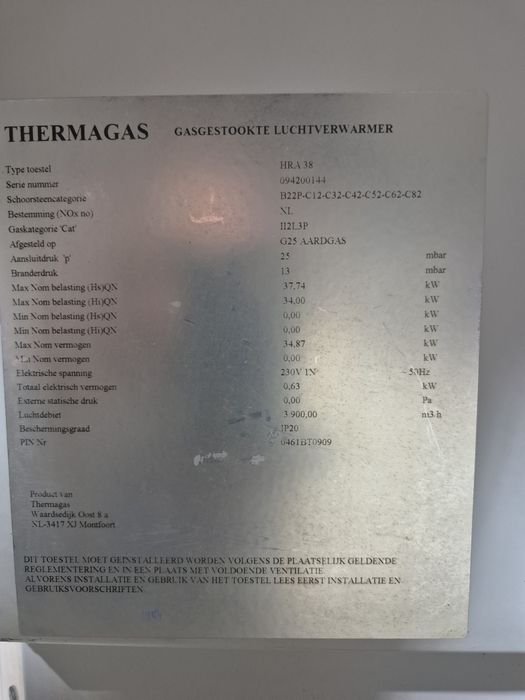 THERMAGAS GASGESTOOKTE LUCHTVERWARMER
Type toestel HRA 38
Serie nummer 094200144
Schoorsteencategorie B22P-C12-C32-C42-C52-C62-C82
Bestemming (NOx no) NL
Gaskategorie 'Cat' II2L3P
Afgesteld op G25 AARDGAS
Aansluitdruk 'p' 25 mbar
Branderdruk 13 mbar
Max Nom belasting (Hs)QN 37,74 kW
Max Nom belasting (Hi)QN 34,00 kW
Min Nom belasting (Hs)QN 0,00 kW
Min Nom belasting (Hi)QN 0,00 kW
Max Nom vermogen 34,87 kW
Min Nom vermogen 0,00 kW
Elektrische spanning 230V 1N ~ 50Hz
Totaal elektrisch vermogen 0,63 kW
Externe statische druk 0,00 Pa
Luchtdebiet 3.900,00 m3/h
Beschermingsgraad IP20
PIN Nr 0461BT0909
Product van
Thermagas
Waardsedijk Oost 8 a
NL-3417 XJ Montfoort
DIT TOESTEL MOET GEINSTALLEERD WORDEN VOLGENS DE PLAATSELIJK GELDENDE
REGLEMENTERING EN IN EEN PLAATS MET VOLDOENDE VENTILATIE.
ALVORENS INSTALLATIE EN GEBRUIK VAN HET TOESTEL LEES EERST INSTALLATIE EN
GEBRUIKSVOORSCHRIFTEN.